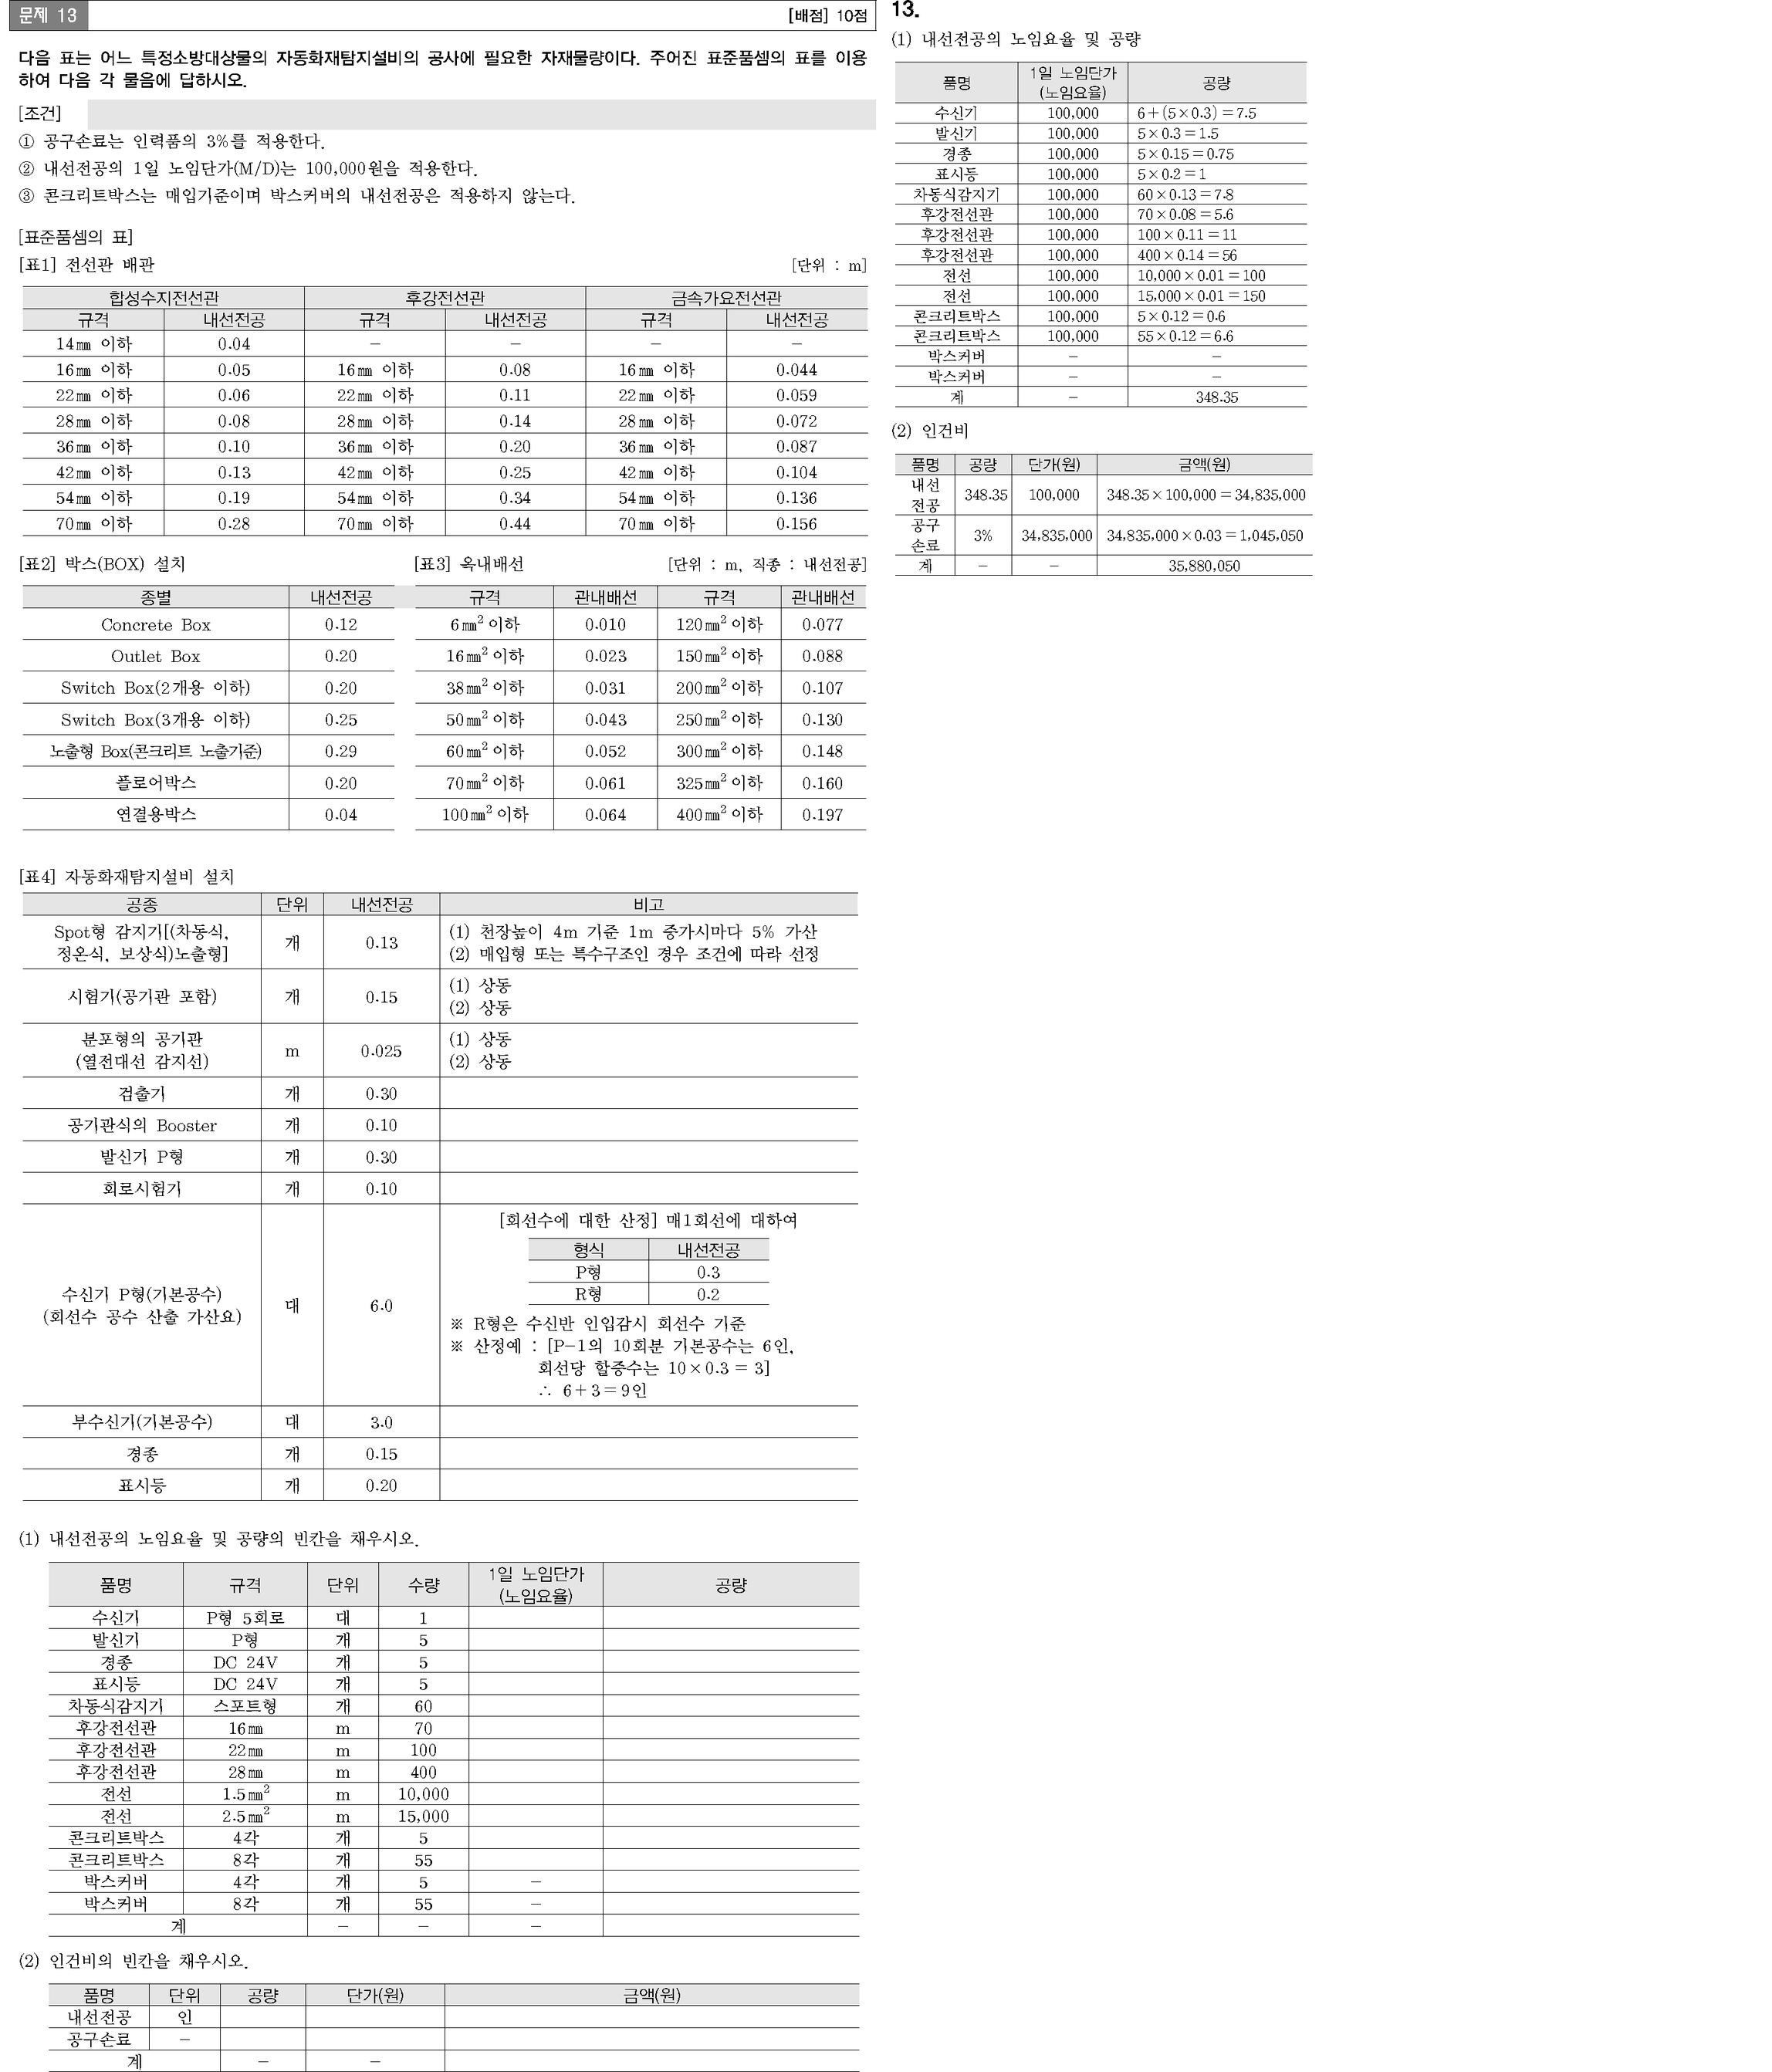 문제 13 [배점] 10점
다음 표는 어느 특정소방대상물의 자동화재탐지설비의 공사에 필요한 자재물량이다. 주어진 표준품셈의 표를 이용
하여 다음 각 물음에 답하시오.
[조건]
① 공구손료는 인력품의 3%를 적용한다.
② 내선전공의 1일 노임단가(M/D)는 100,000원을 적용한다.
③ 콘크리트박스는 매입기준이며 박스커버의 내선전공은 적용하지 않는다.
[표준품셈의 표]
[표1] 전선관 배관 [단위 : m]
합성수지전선관 후강전선관 금속가요전선관
규격 내선전공 규격 내선전공 규격 내선전공
14㎜ 이하 0.04 - - - -
16㎜ 이하 0.05 16㎜ 이하 0.08 16㎜ 이하 0.044
22㎜ 이하 0.06 22㎜ 이하 0.11 22㎜ 이하 0.059
28㎜ 이하 0.08 28㎜ 이하 0.14 28㎜ 이하 0.072
36㎜ 이하 0.10 36㎜ 이하 0.20 36㎜ 이하 0.087
42㎜ 이하 0.13 42㎜ 이하 0.25 42㎜ 이하 0.104
54㎜ 이하 0.19 54㎜ 이하 0.34 54㎜ 이하 0.136
70㎜ 이하 0.28 70㎜ 이하 0.44 70㎜ 이하 0.156
[표2] 박스(BOX) 설치
종별 내선전공
Concrete Box 0.12
Outlet Box 0.20
Switch Box(2개용 이하) 0.20
Switch Box(3개용 이하) 0.25
노출형 Box(콘크리트 노출기준) 0.29
플로어박스 0.20
연결용박스 0.04
[표3] 옥내배선 [단위 : m, 직종 : 내선전공]
규격 관내배선 규격 관내배선
6㎜² 이하 0.010 120㎜² 이하 0.077
16㎜² 이하 0.023 150㎜² 이하 0.088
38㎜² 이하 0.031 200㎜² 이하 0.107
50㎜² 이하 0.043 250㎜² 이하 0.130
60㎜² 이하 0.052 300㎜² 이하 0.148
70㎜² 이하 0.061 325㎜² 이하 0.160
100㎜² 이하 0.064 400㎜² 이하 0.197
[표4] 자동화재탐지설비 설치
공종 단위 내선전공 비고
Spot형 감지기[(차동식,
정온식, 보상식)노출형] 개 0.13 (1) 천장높이 4m 기준 1m 증가시마다 5% 가산
(2) 매입형 또는 특수구조인 경우 조건에 따라 선정
시험기(공기관 포함) 개 0.15 (1) 상동
(2) 상동
분포형의 공기관
(열전대선 감지선) m 0.025 (1) 상동
(2) 상동
검출기 개 0.30
공기관식의 Booster 개 0.10
발신기 P형 개 0.30
회로시험기 개 0.10
수신기 P형(기본공수)
(회선수 공수 산출 가산요) 대 6.0 [회선수에 대한 산정] 매1회선에 대하여
형식 내선전공
P형 0.3
R형 0.2
※ R형은 수신반 인입감시 회선수 기준
※ 산정예 : [P-1의 10회분 기본공수는 6인,
회선당 할증수는 10×0.3 = 3]
∴ 6+3=9인
부수신기(기본공수) 대 3.0
경종 개 0.15
표시등 개 0.20
(1) 내선전공의 노임요율 및 공량의 빈칸을 채우시오.
품명 규격 단위 수량 1일 노임단가
(노임요율) 공량
수신기 P형 5회로 대 1
발신기 P형 개 5
경종 DC 24V 개 5
표시등 DC 24V 개 5
차동식감지기 스포트형 개 60
후강전선관 16㎜ m 70
후강전선관 22㎜ m 100
후강전선관 28㎜ m 400
전선 1.5㎜² m 10,000
전선 2.5㎜² m 15,000
콘크리트박스 4각 개 5
콘크리트박스 8각 개 55
박스커버 4각 개 5 -
박스커버 8각 개 55 -
계 - - -
(2) 인건비의 빈칸을 채우시오.
품명 단위 공량 단가(원) 금액(원)
내선전공 인
공구손료 -
계 - -
13.
(1) 내선전공의 노임요율 및 공량
품명 1일 노임단가
(노임요율) 공량
수신기 100,000 6+(5×0.3)=7.5
발신기 100,000 5×0.3=1.5
경종 100,000 5×0.15=0.75
표시등 100,000 5×0.2=1
차동식감지기 100,000 60×0.13=7.8
후강전선관 100,000 70×0.08=5.6
후강전선관 100,000 100×0.11=11
후강전선관 100,000 400×0.14=56
전선 100,000 10,000×0.01=100
전선 100,000 15,000×0.01=150
콘크리트박스 100,000 5×0.12=0.6
콘크리트박스 100,000 55×0.12=6.6
박스커버 - -
박스커버 - -
계 - 348.35
(2) 인건비
품명 공량 단가(원) 금액(원)
내선
전공 348.35 100,000 348.35×100,000=34,835,000
공구
손료 3% 34,835,000 34,835,000×0.03=1,045,050
계 - - 35,880,050